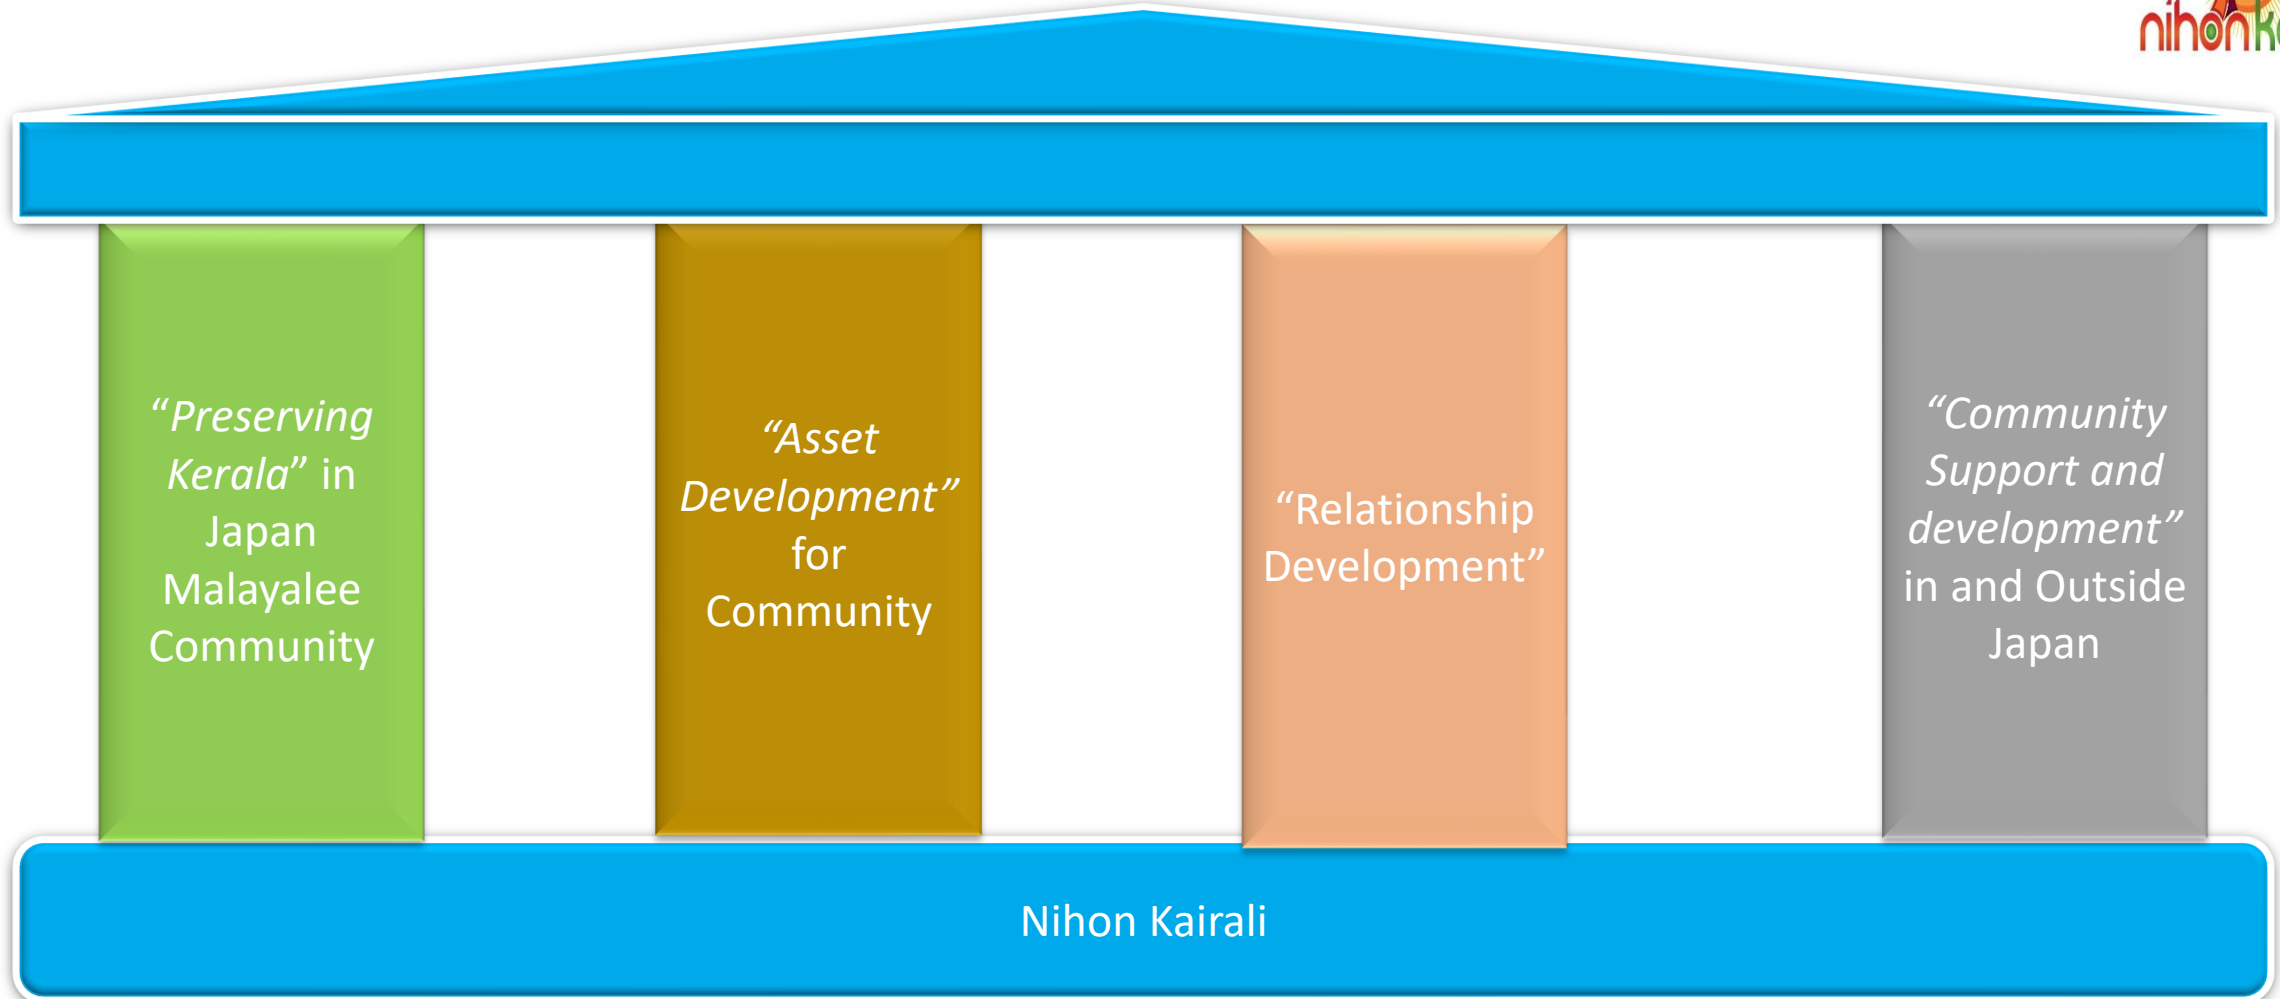 “Preserving
Kerala” in
Japan
Malayalee
Community
“Asset
Development”
for
Community
“Relationship
Development”
“Community
Support and
development”
in and Outside
Japan
Nihon Kairali